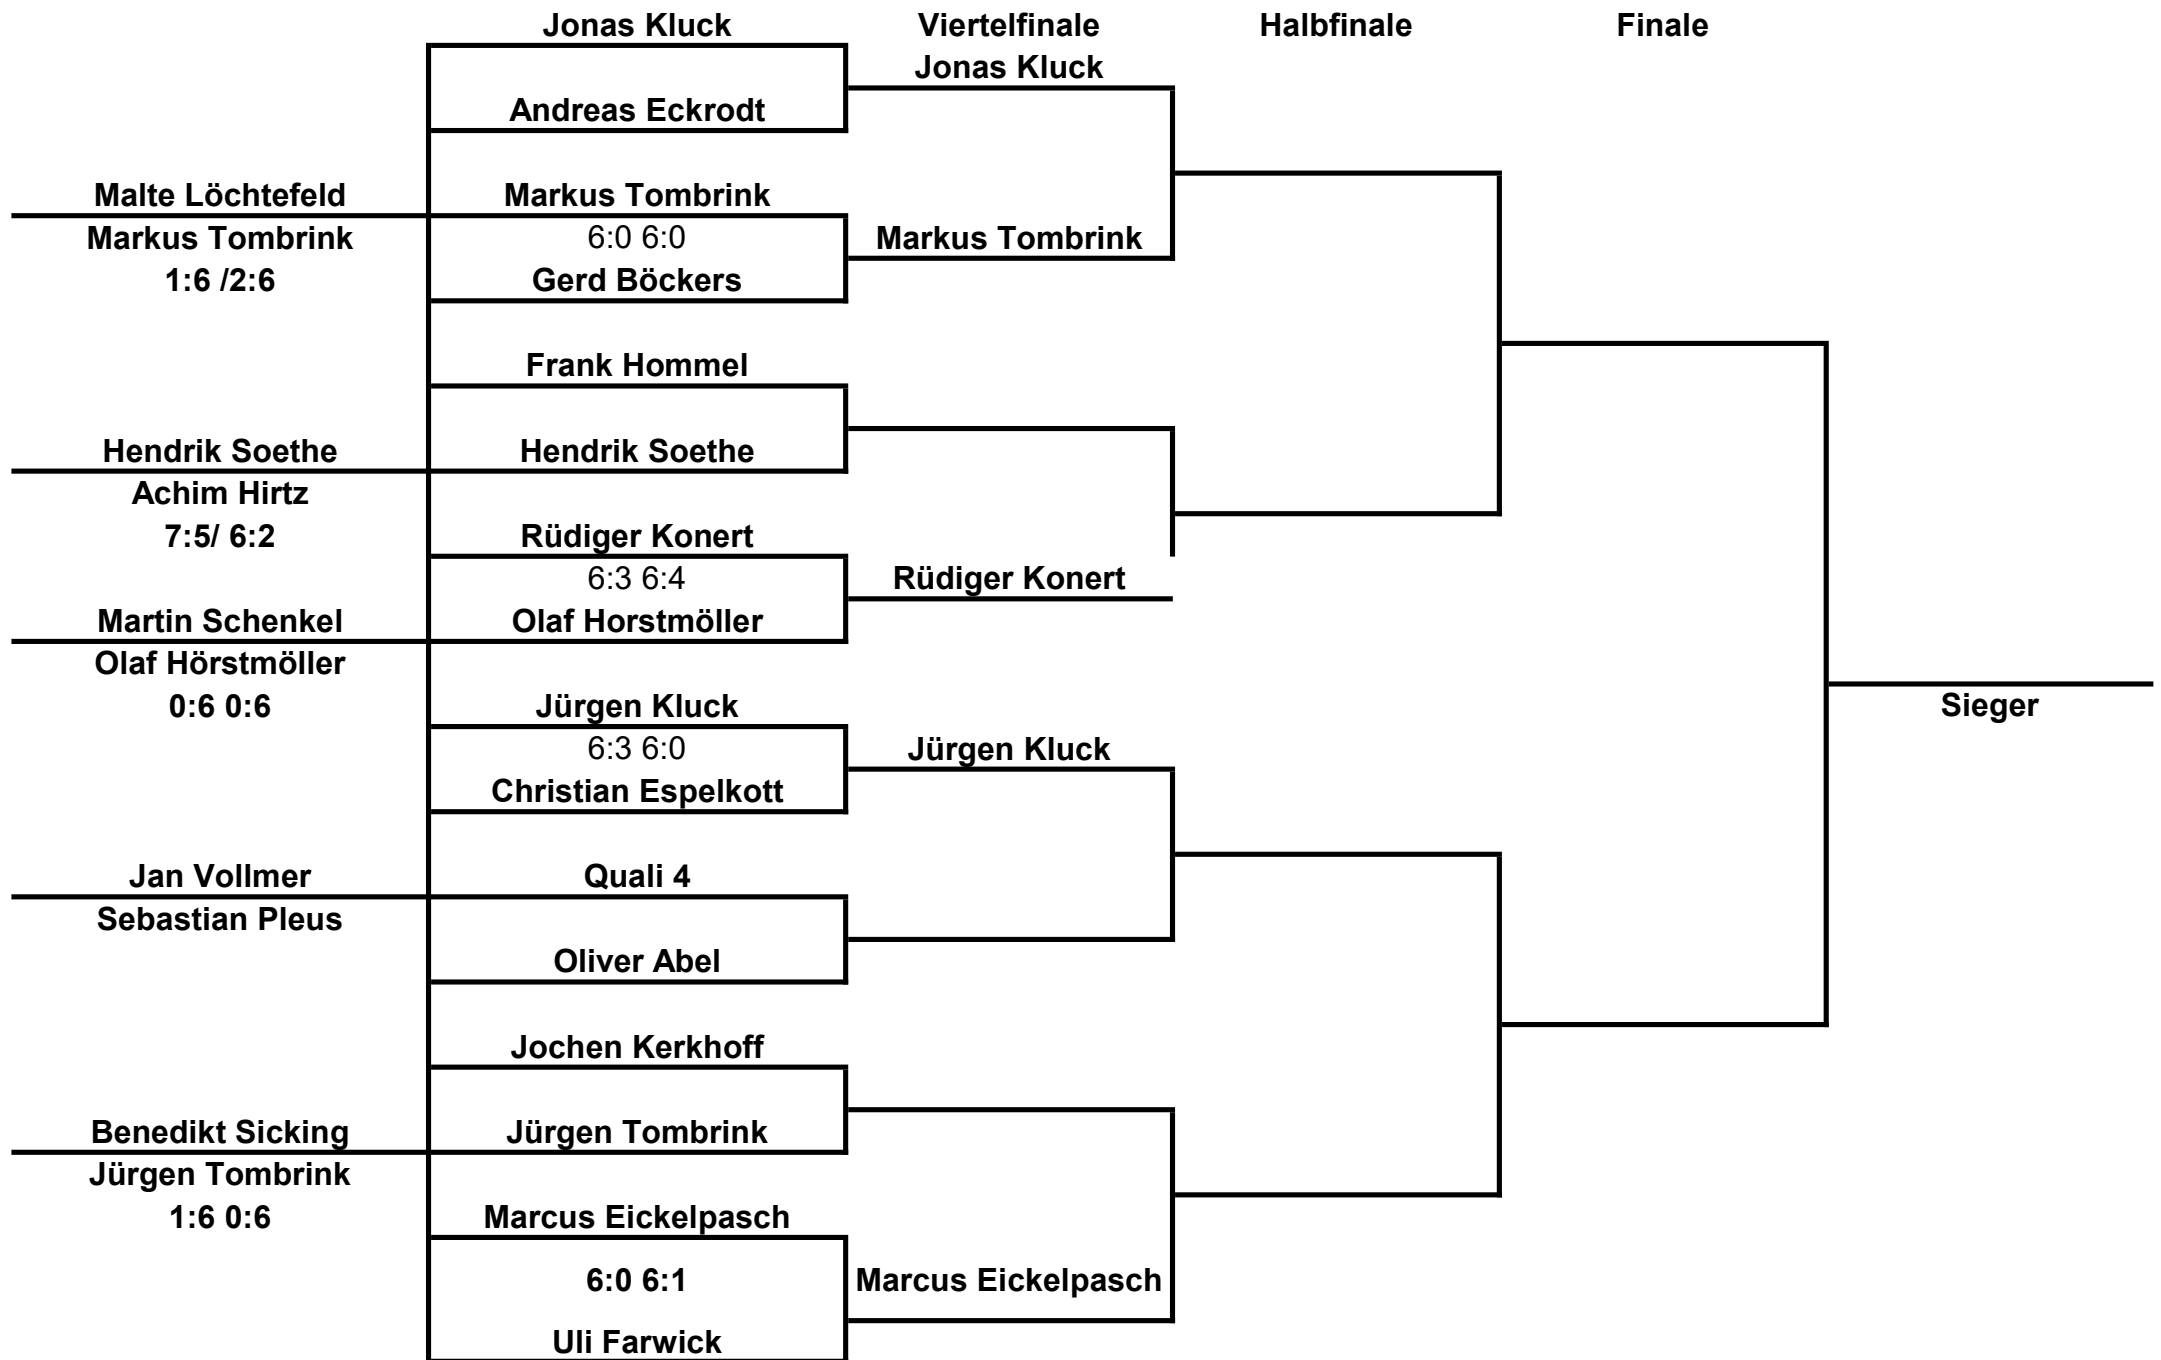 Jonas Kluck
Viertelfinale
Halbfinale
Finale
Jonas Kluck
Andreas Eckrodt
Malte Löchtefeld
Markus Tombrink
Markus Tombrink
6:0 6:0
Markus Tombrink
1:6 /2:6
Gerd Böckers
Frank Hommel
Hendrik Soethe
Hendrik Soethe
Achim Hirtz
7:5/ 6:2
Rüdiger Konert
6:3 6:4
Rüdiger Konert
Martin Schenkel
Olaf Horstmöller
Olaf Hörstmöller
0:6 0:6
Jürgen Kluck
Sieger
6:3 6:0
Jürgen Kluck
Christian Espelkott
Jan Vollmer
Quali 4
Sebastian Pleus
Oliver Abel
Jochen Kerkhoff
Benedikt Sicking
Jürgen Tombrink
Jürgen Tombrink
1:6 0:6
Marcus Eickelpasch
6:0 6:1
Marcus Eickelpasch
Uli Farwick